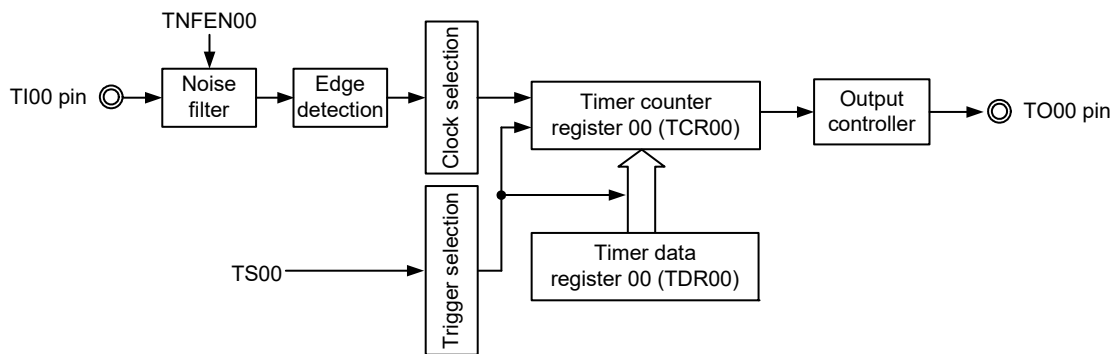 TNFEN00
TI00 pin
Noise
filter
Edge
detection
Clock selection
Timer counter
register 00 (TCR00)
Output
controller
TO00 pin
TS00
Trigger selection
Timer data
register 00 (TDR00)